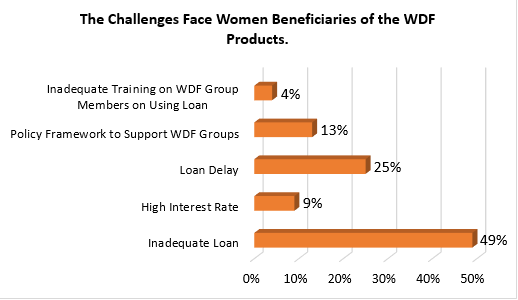 The Challenges Face Women Beneficiaries of the WDF
Products.
Inadequate Training on WDF Group
Members on Using Loan
4%
Policy Framework to Support WDF Groups
13%
Loan Delay
25%
High Interest Rate
9%
Inadequate Loan
49%
0% 10% 20% 30% 40% 50%